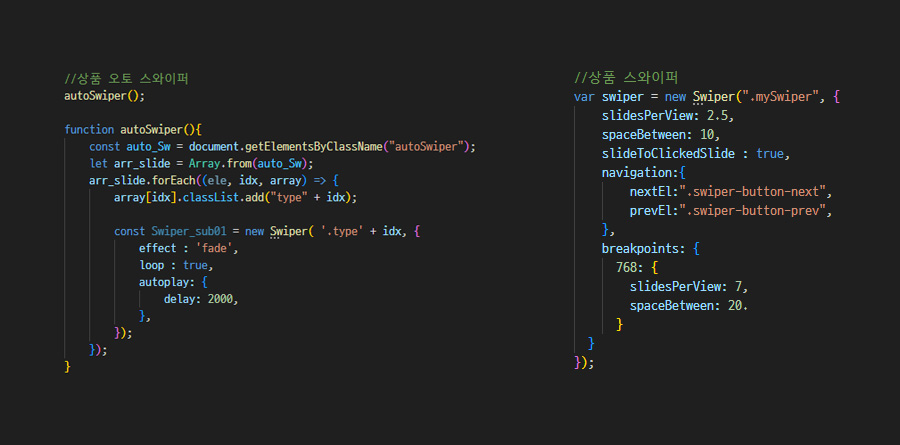 //상품 오토 스와이퍼
autoSwiper();
function autoSwiper(){
const auto_Sw = document.getElementsByClassName("autoSwiper");
let arr_slide = Array.from(auto_Sw);
arr_slide.forEach((ele, idx, array) => {
array[idx].classList.add("type" + idx);
const Swiper_sub01 = new Swiper( '.type' + idx, {
effect : 'fade',
loop : true,
autoplay: {
delay: 2000,
},
});
});
}
//상품 스와이퍼
var swiper = new Swiper(".mySwiper", {
slidesPerView: 2.5,
spaceBetween: 10,
slideToClickedSlide : true,
navigation:{
nextEl:".swiper-button-next",
prevEl:".swiper-button-prev",
},
breakpoints: {
768: {
slidesPerView: 7,
spaceBetween: 20.
}
}
});